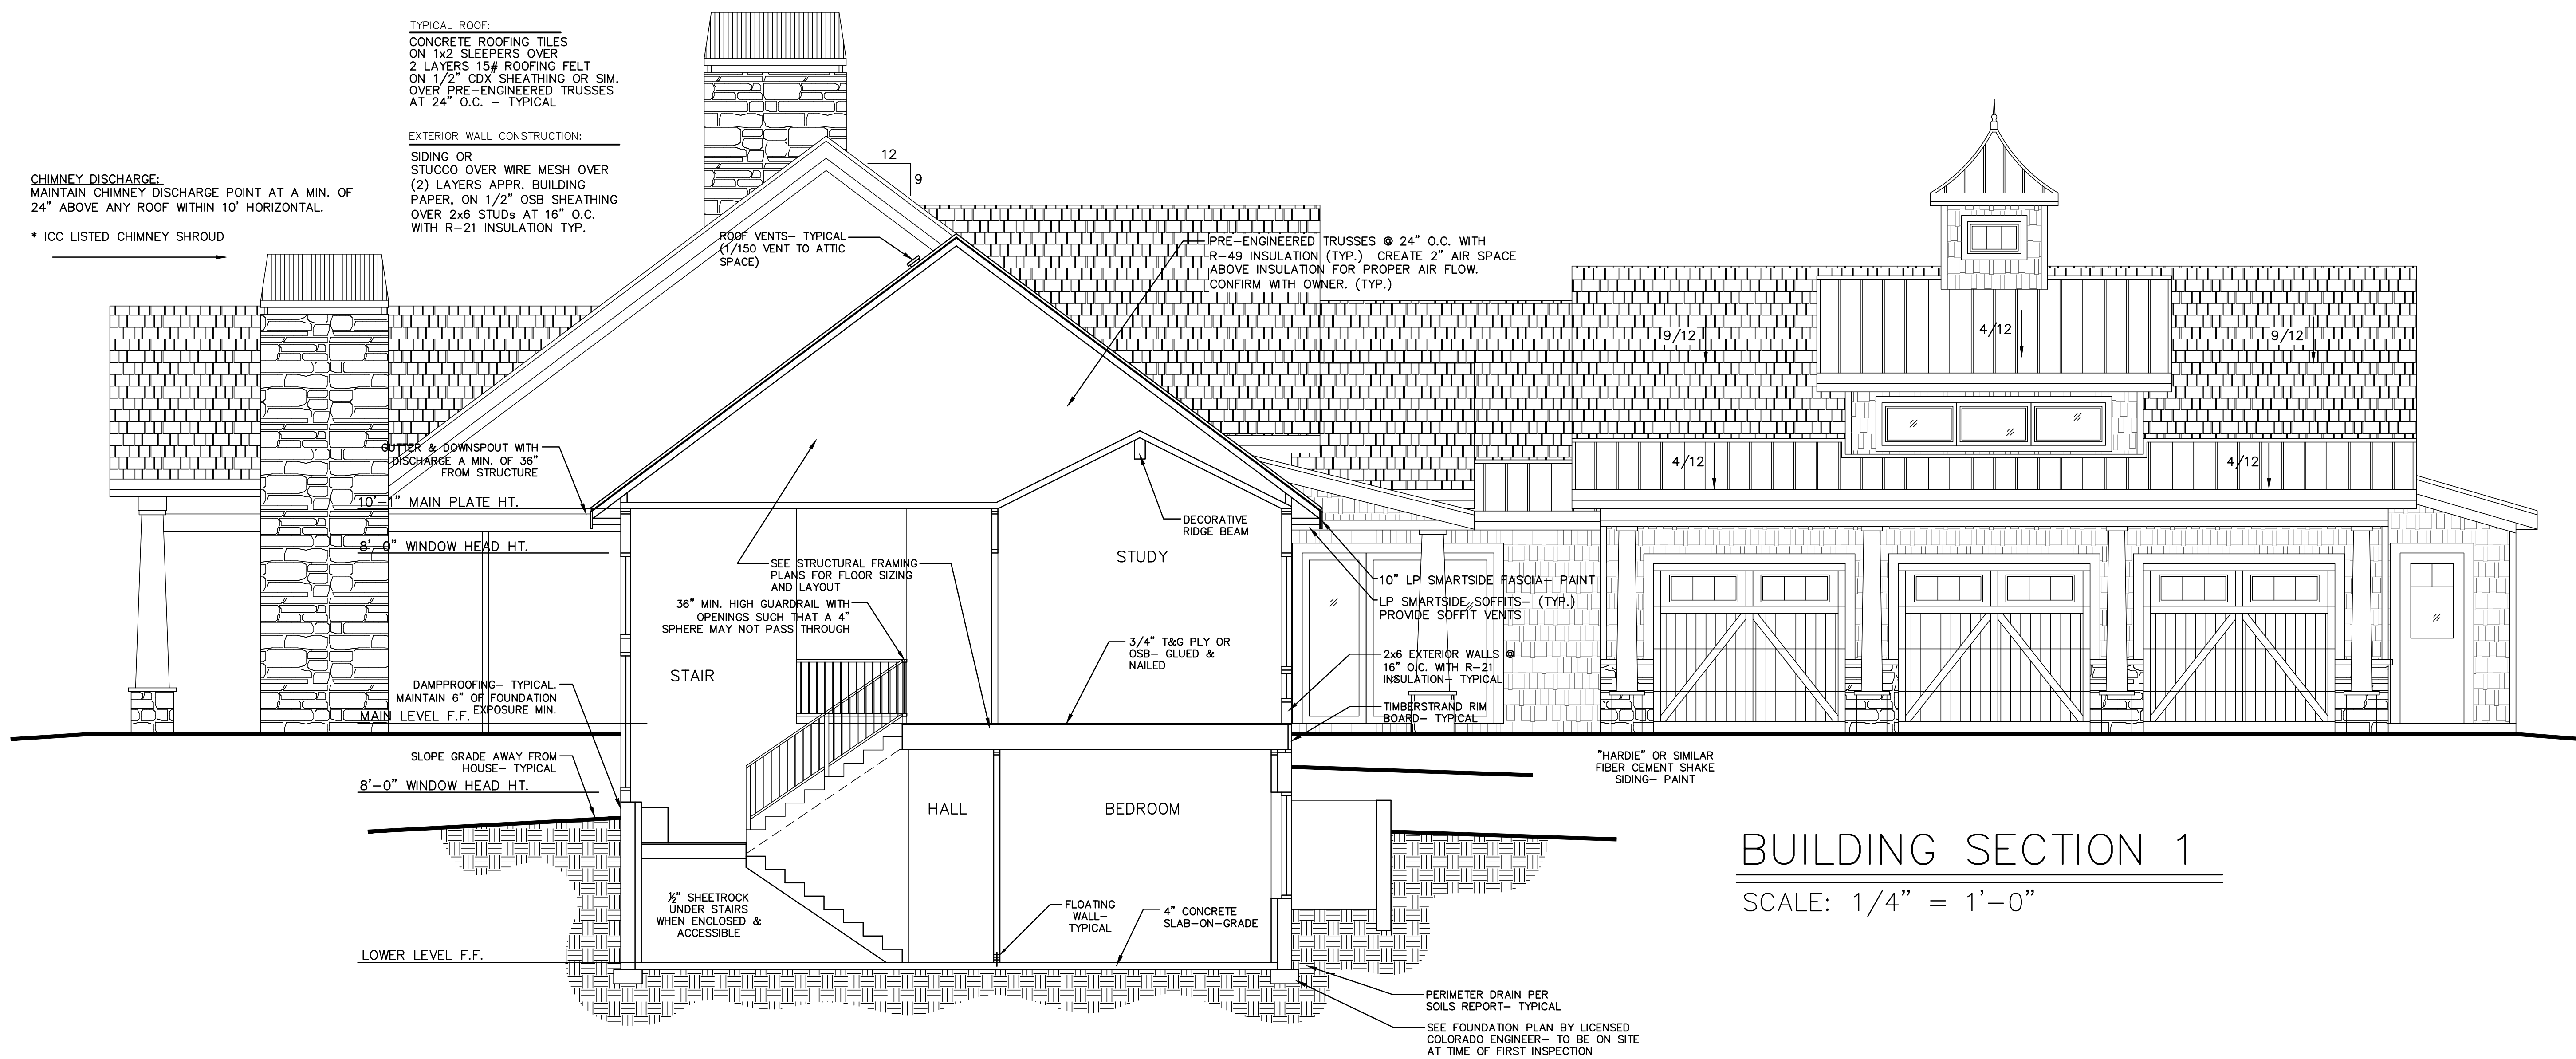 TYPICAL ROOF:
CONCRETE ROOFING TILES
ON 1x2 SLEEPERS OVER
2 LAYERS 15# ROOFING FELT
ON 1/2" CDX SHEATHING OR SIM.
OVER PRE-ENGINEERED TRUSSES
AT 24" O.C. - TYPICAL
EXTERIOR WALL CONSTRUCTION:
SIDING OR
STUCCO OVER WIRE MESH OVER
(2) LAYERS APPR. BUILDING
PAPER, ON 1/2" OSB SHEATHING
OVER 2x6 STUDs AT 16" O.C.
WITH R-21 INSULATION TYP.
CHIMNEY DISCHARGE:
MAINTAIN CHIMNEY DISCHARGE POINT AT A MIN. OF
24" ABOVE ANY ROOF WITHIN 10' HORIZONTAL.
* ICC LISTED CHIMNEY SHROUD
12
9
ROOF VENTS- TYPICAL
(1/150 VENT TO ATTIC
SPACE)
PRE-ENGINEERED TRUSSES @ 24" O.C. WITH
R-49 INSULATION (TYP.) CREATE 2" AIR SPACE
ABOVE INSULATION FOR PROPER AIR FLOW.
CONFIRM WITH OWNER. (TYP.)
9/12
4/12
9/12
4/12
4/12
GUTTER & DOWNSPOUT WITH
DISCHARGE A MIN. OF 36"
FROM STRUCTURE
10'-1" MAIN PLATE HT.
8'-0" WINDOW HEAD HT.
DECORATIVE
RIDGE BEAM
STUDY
SEE STRUCTURAL FRAMING
PLANS FOR FLOOR SIZING
AND LAYOUT
36" MIN. HIGH GUARDRAIL WITH
OPENINGS SUCH THAT A 4"
SPHERE MAY NOT PASS THROUGH
10" LP SMARTSIDE FASCIA- PAINT
LP SMARTSIDE SOFFITS- (TYP.)
PROVIDE SOFFIT VENTS
3/4" T&G PLY OR
OSB- GLUED &
NAILED
2x6 EXTERIOR WALLS @
16" O.C. WITH R-21
INSULATION- TYPICAL
STAIR
DAMPPROOFING- TYPICAL.
MAINTAIN 6" OF FOUNDATION
EXPOSURE MIN.
MAIN LEVEL F.F.
TIMBERSTRAND RIM
BOARD- TYPICAL
SLOPE GRADE AWAY FROM
HOUSE- TYPICAL
8'-0" WINDOW HEAD HT.
"HARDIE" OR SIMILAR
FIBER CEMENT SHAKE
SIDING- PAINT
HALL
BEDROOM
BUILDING SECTION 1
SCALE: 1/4" = 1'-0"
½" SHEETROCK
UNDER STAIRS
WHEN ENCLOSED &
ACCESSIBLE
FLOATING
WALL-
TYPICAL
4" CONCRETE
SLAB-ON-GRADE
LOWER LEVEL F.F.
PERIMETER DRAIN PER
SOILS REPORT- TYPICAL
SEE FOUNDATION PLAN BY LICENSED
COLORADO ENGINEER- TO BE ON SITE
AT TIME OF FIRST INSPECTION